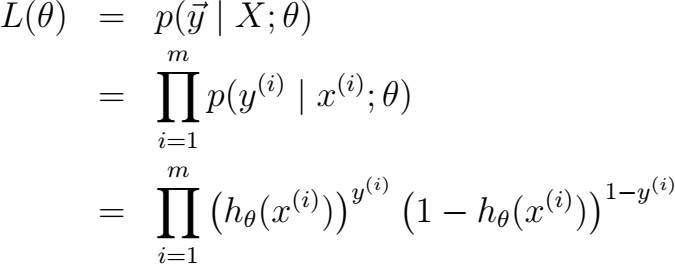 L(θ) = p(y⃗ | X; θ)
= ∏_{i=1}^{m} p(y^{(i)} | x^{(i)}; θ)
= ∏_{i=1}^{m} (h_θ(x^{(i)}))^{y^{(i)}} (1 − h_θ(x^{(i)}))^{1−y^{(i)}}